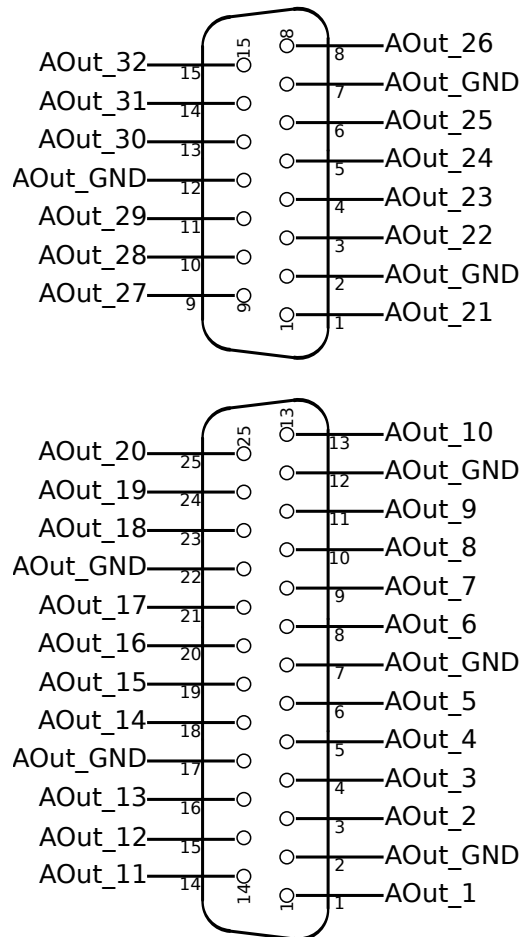 15 8
AOut_26
8
AOut_32
15
AOut_GND
7
AOut_31
14
AOut_25
6
AOut_30
13
AOut_24
5
AOut_GND
12
AOut_23
4
AOut_29
11
AOut_22
3
AOut_28
10
AOut_GND
2
AOut_27
9
9 1
AOut_21
1
25 13
AOut_10
13
AOut_20
25
AOut_GND
12
AOut_19
24
AOut_9
11
AOut_18
23
AOut_8
10
AOut_GND
22
AOut_7
9
AOut_17
21
AOut_6
8
AOut_16
20
AOut_GND
7
AOut_15
19
AOut_5
6
AOut_14
18
AOut_4
5
AOut_GND
17
AOut_3
4
AOut_13
16
AOut_2
3
AOut_12
15
AOut_GND
2
AOut_11
14
14 1
AOut_1
1